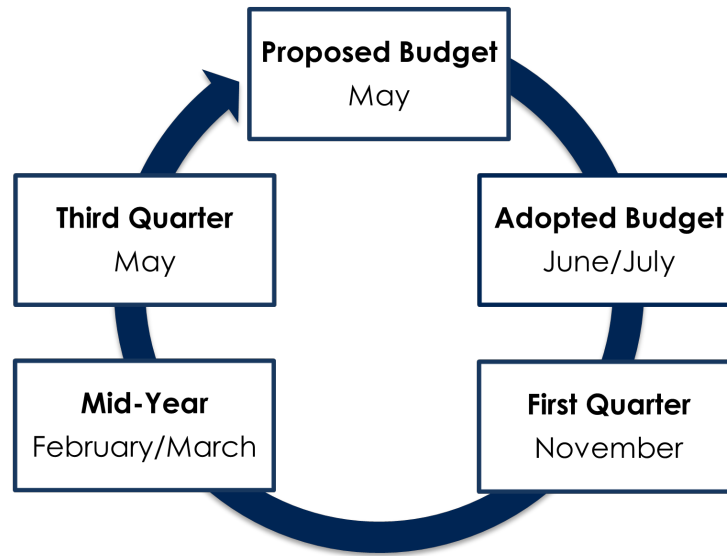 Proposed Budget
May
Adopted Budget
June/July
First Quarter
November
Mid-Year
February/March
Third Quarter
May